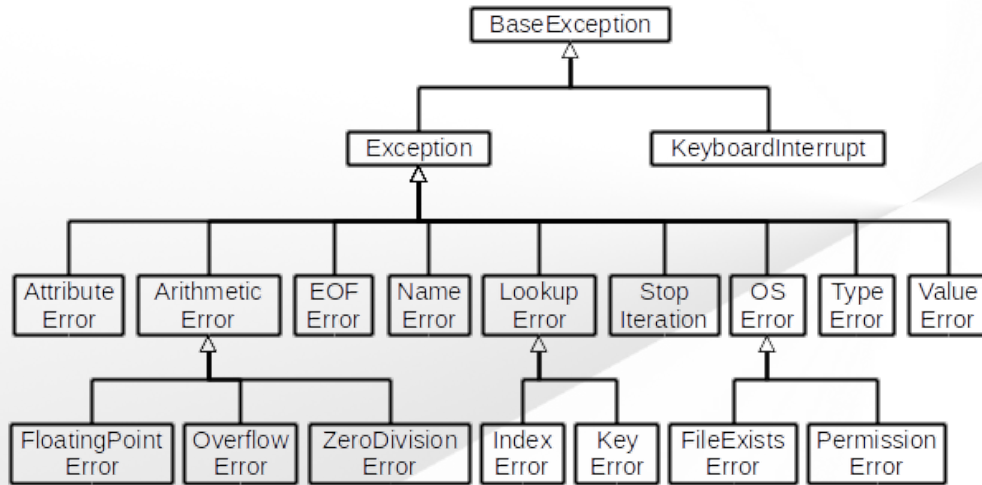 BaseException
Exception
KeyboardInterrupt
Attribute
Error
Arithmetic
Error
EOF
Error
Name
Error
Lookup
Error
Stop
Iteration
OS
Error
Type
Error
Value
Error
FloatingPoint
Error
Overflow
Error
ZeroDivision
Error
Index
Error
Key
Error
FileExists
Error
Permission
Error